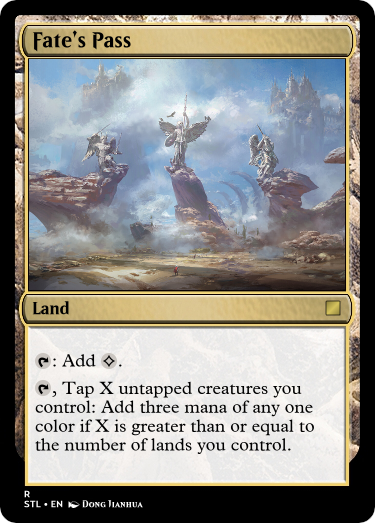 Fate's Pass
Land
: Add .
, Tap X untapped creatures you
control: Add three mana of any one
color if X is greater than or equal to
the number of lands you control.
R
STL • EN Dong Jianhua